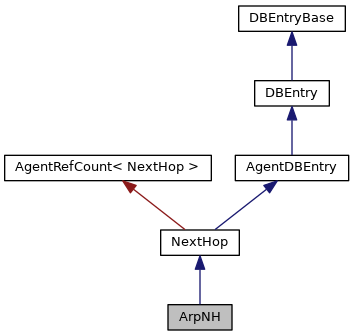 DBEntryBase
DBEntry
AgentRefCount< NextHop >
AgentDBEntry
NextHop
ArpNH